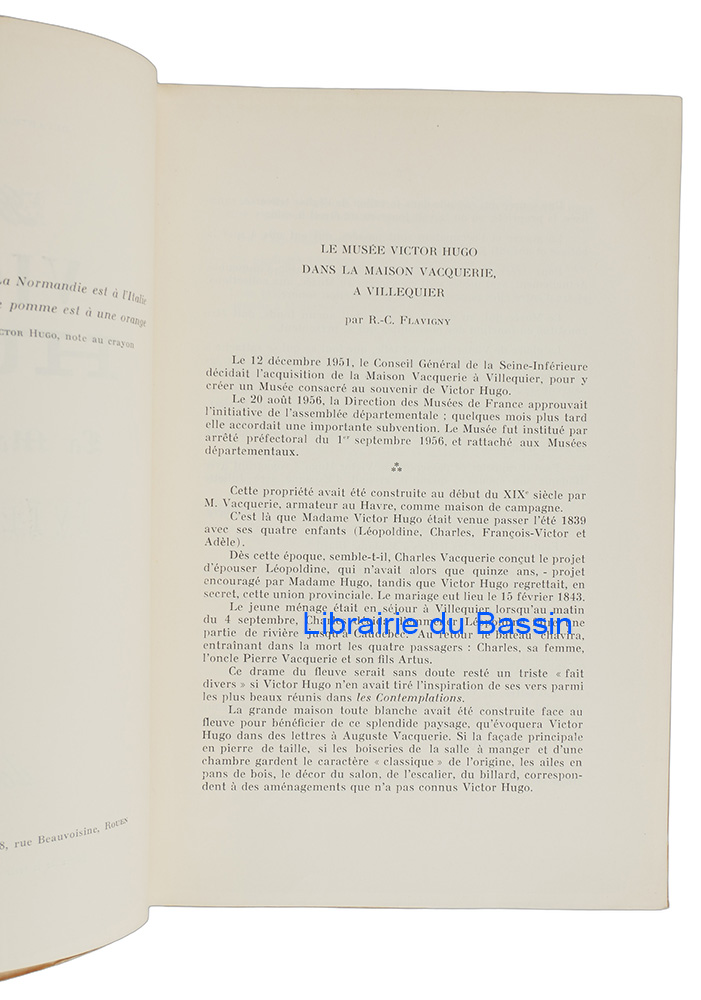 La Normandie est à l'Italie
pomme est à une orange
Hugo, note au crayon
8, rue Beauvoisine, Rouen
LE MUSÉE VICTOR HUGO
DANS LA MAISON VACQUERIE,
A VILLEQUIER
par R.-C. Flavigny
Le 12 décembre 1951, le Conseil Général de la Seine-Inférieure
décidait l'acquisition de la Maison Vacquerie à Villequier, pour y
créer un Musée consacré au souvenir de Victor Hugo.
Le 20 août 1956, la Direction des Musées de France approuvait
l'initiative de l'assemblée départementale ; quelques mois plus tard
elle accordait une importante subvention. Le Musée fut institué par
arrêté préfectoral du 1er septembre 1956, et rattaché aux Musées
départementaux.
Cette propriété avait été construite au début du XIXe siècle par
M. Vacquerie, armateur au Havre, comme maison de campagne.
C'est là que Madame Victor Hugo était venue passer l'été 1839
avec ses quatre enfants (Léopoldine, Charles, François-Victor et
Adèle).
Dès cette époque, semble-t-il, Charles Vacquerie conçut le projet
d'épouser Léopoldine, qui n'avait alors que quinze ans, - projet
encouragé par Madame Hugo, tandis que Victor Hugo regrettait, en
secret, cette union provinciale. Le mariage eut lieu le 15 février 1843.
Le jeune ménage était en séjour à Villequier lorsqu'au matin
du 4 septembre, une
partie de rivière jusqu'à Caudebec. Au retour le bateau chavira,
entraînant dans la mort les quatre passagers : Charles, sa femme,
l'oncle Pierre Vacquerie et son fils Artus.
Ce drame du fleuve serait sans doute resté un triste « fait
divers » si Victor Hugo n'en avait tiré l'inspiration de ses vers parmi
les plus beaux réunis dans les Contemplations.
La grande maison toute blanche avait été construite face au
fleuve pour bénéficier de ce splendide paysage, qu'évoquera Victor
Hugo dans des lettres à Auguste Vacquerie. Si la façade principale
en pierre de taille, si les boiseries de la salle à manger et d'une
chambre gardent le caractère « classique » de l'origine, les ailes en
pans de bois, le décor du salon, de l'escalier, du billard, correspon-
dent à des aménagements que n'a pas connus Victor Hugo.
Librairie du Bassin